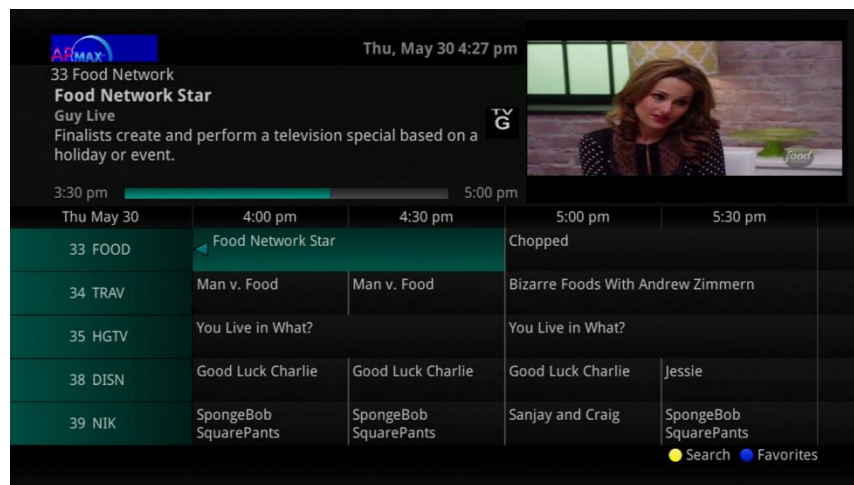 APMAX
Thu, May 30 4:27 pm
33 Food Network
Food Network Star
Guy Live
TV
G
Finalists create and perform a television special based on a
holiday or event.
food
3:30 pm 5:00 pm
Thu May 30 4:00 pm 4:30 pm 5:00 pm 5:30 pm
33 FOOD Food Network Star Chopped
34 TRAV Man v. Food Man v. Food Bizarre Foods With Andrew Zimmern
35 HGTV You Live in What? You Live in What?
38 DISN Good Luck Charlie Good Luck Charlie Good Luck Charlie Jessie
39 NIK SpongeBob SpongeBob Sanjay and Craig SpongeBob
SquarePants SquarePants SquarePants
Search Favorites